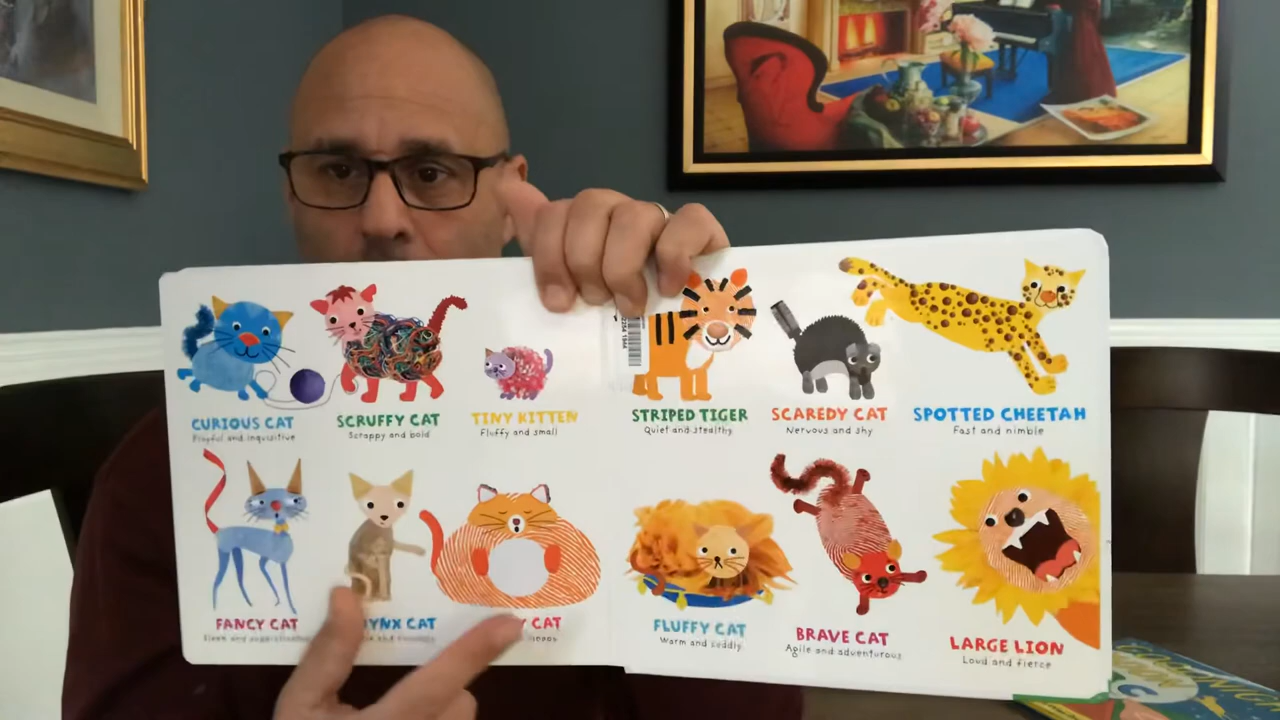 CURIOUS CAT
Playful and inquisitive
SCRUFFY CAT
Scrappy and bold
TINY KITTEN
Fluffy and small
STRIPED TIGER
Quiet and stealthy
SCAREDY CAT
Nervous and shy
SPOTTED CHEETAH
Fast and nimble
FANCY CAT
CAT
CAT
FLUFFY CAT
Warm and cuddly
BRAVE CAT
Agile and adventurous
LARGE LION
Loud and fierce